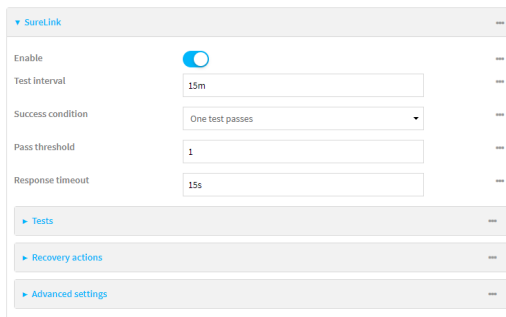 SureLink
Enable
Test interval
15m
Success condition
One test passes
Pass threshold
1
Response timeout
15s
Tests
Recovery actions
Advanced settings